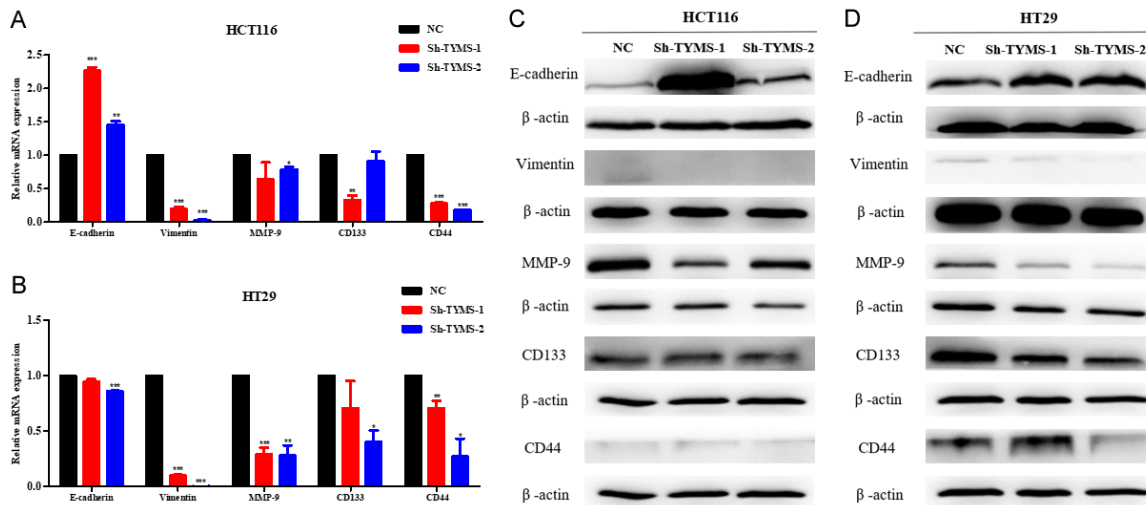 A
HCT116
NC
Sh-TYMS-1
Sh-TYMS-2
Relative mRNA expression
2.5
2.0
1.5
1.0
0.5
0.0
***
**
***
***
*
**
***
***
E-cadherin Vimentin MMP-9 CD133 CD44
B
HT29
NC
Sh-TYMS-1
Sh-TYMS-2
Relative mRNA expression
1.5
1.0
0.5
0.0
***
***
***
***
**
*
**
*
E-cadherin Vimentin MMP-9 CD133 CD44
C
HCT116
NC Sh-TYMS-1 Sh-TYMS-2
E-cadherin
β -actin
Vimentin
β -actin
MMP-9
β -actin
CD133
β -actin
CD44
β -actin
D
HT29
NC Sh-TYMS-1 Sh-TYMS-2
E-cadherin
β -actin
Vimentin
β -actin
MMP-9
β -actin
CD133
β -actin
CD44
β -actin